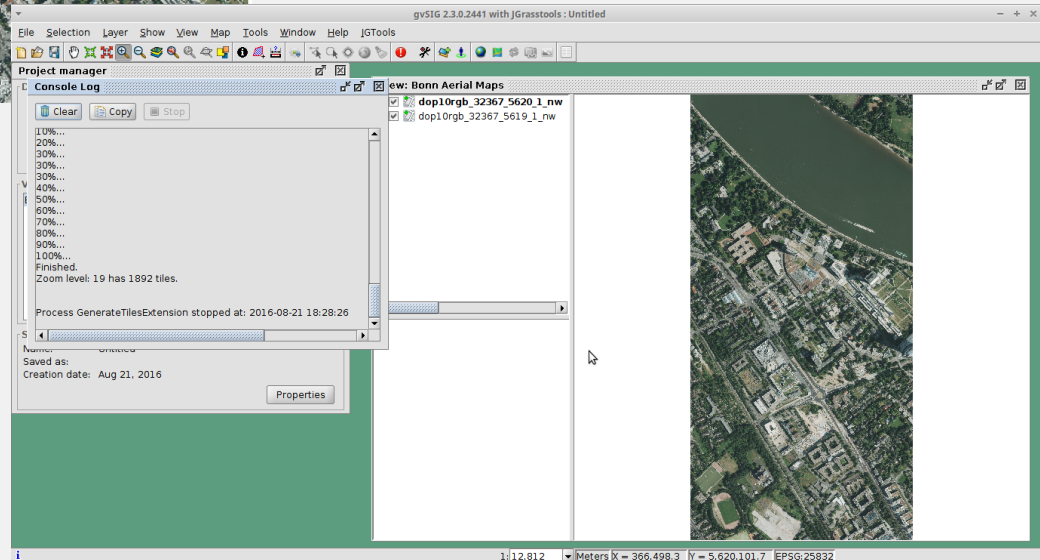 gvSIG 2.3.0.2441 with JGrasstools : Untitled
File Selection Layer Show View Map Tools Window Help JGTools
Project manager
Console Log
Clear Copy Stop
10%...
20%...
30%...
30%...
30%...
40%...
50%...
60%...
70%...
80%...
90%...
100%...
Finished.
Zoom level: 19 has 1892 tiles.
Process GenerateTilesExtension stopped at: 2016-08-21 18:28:26
Name: Untitled
Saved as:
Creation date: Aug 21, 2016
Properties
ew: Bonn Aerial Maps
dop10rgb_32367_5620_1_nw
dop10rgb_32367_5619_1_nw
1: 12.812 Meters X = 366.498,3 Y = 5.620.101,7 EPSG:25832